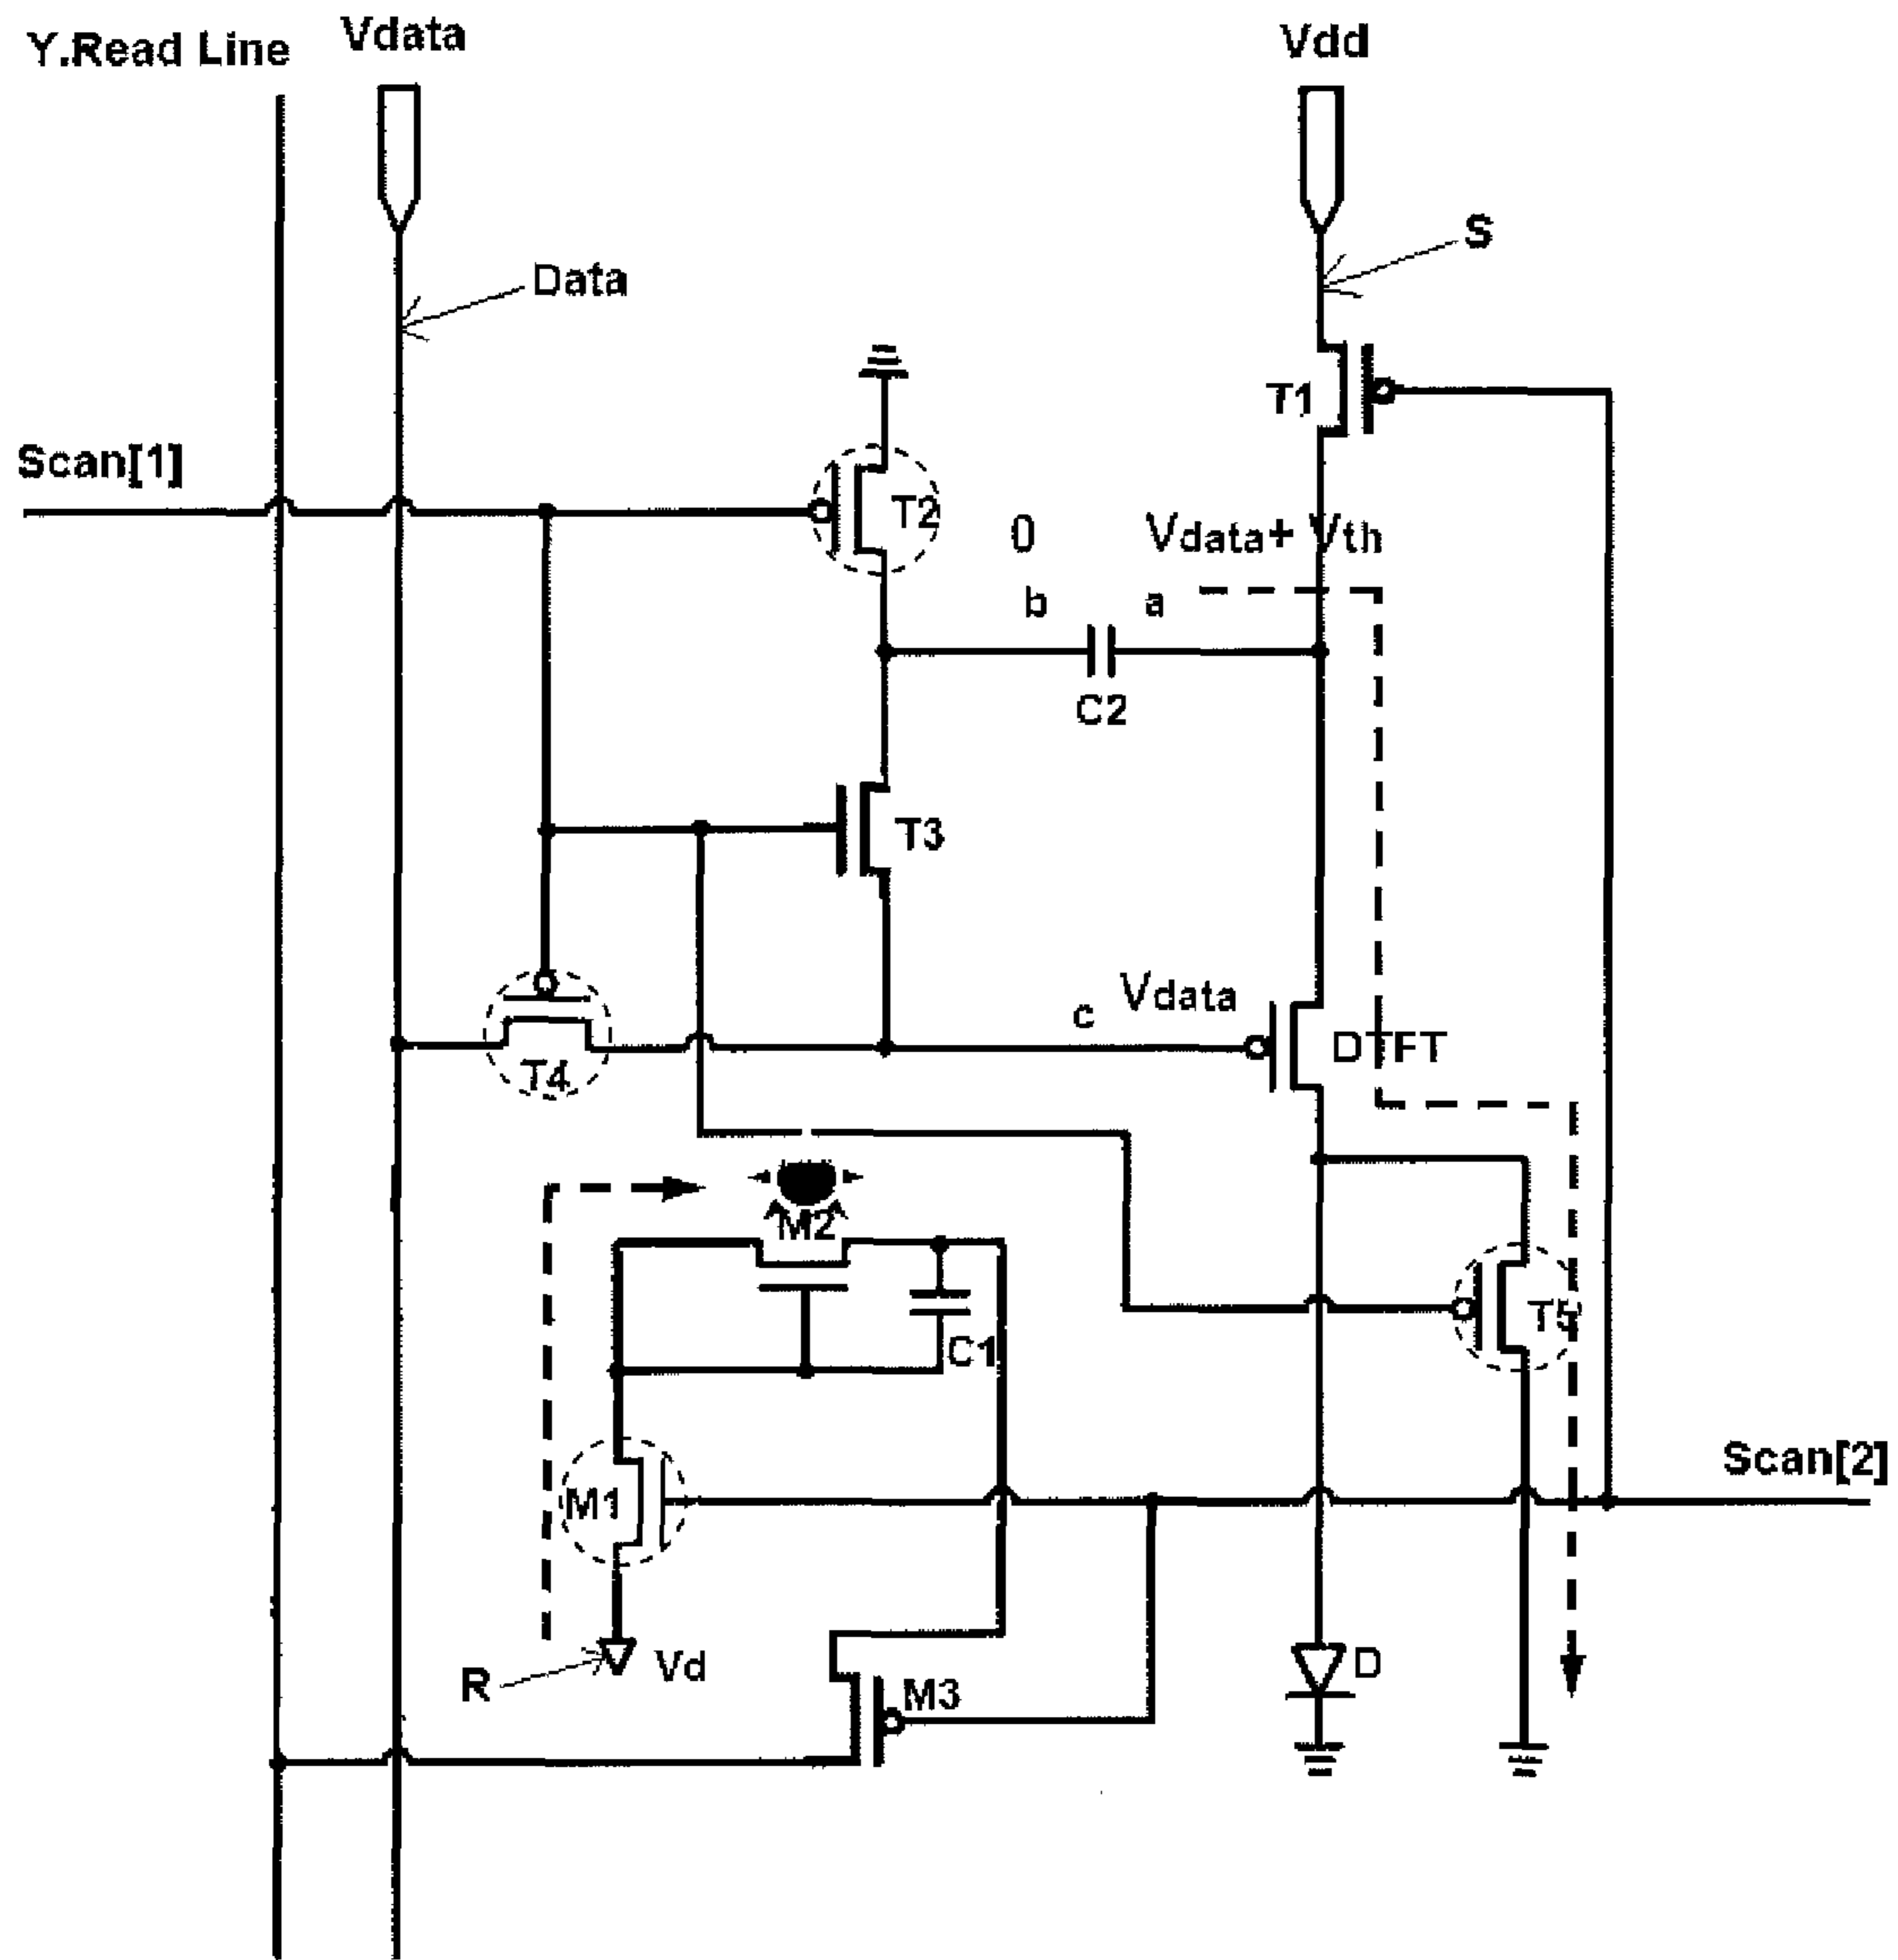 Y.Read Line
Vdata
Vdd
S
Data
T1
Scan[1]
T2
0
Vdata+ Vth
b
a
C2
T3
c
Vdata
DTFT
T4
M2
C1
T5
M1
Scan[2]
R
Vd
D
M3